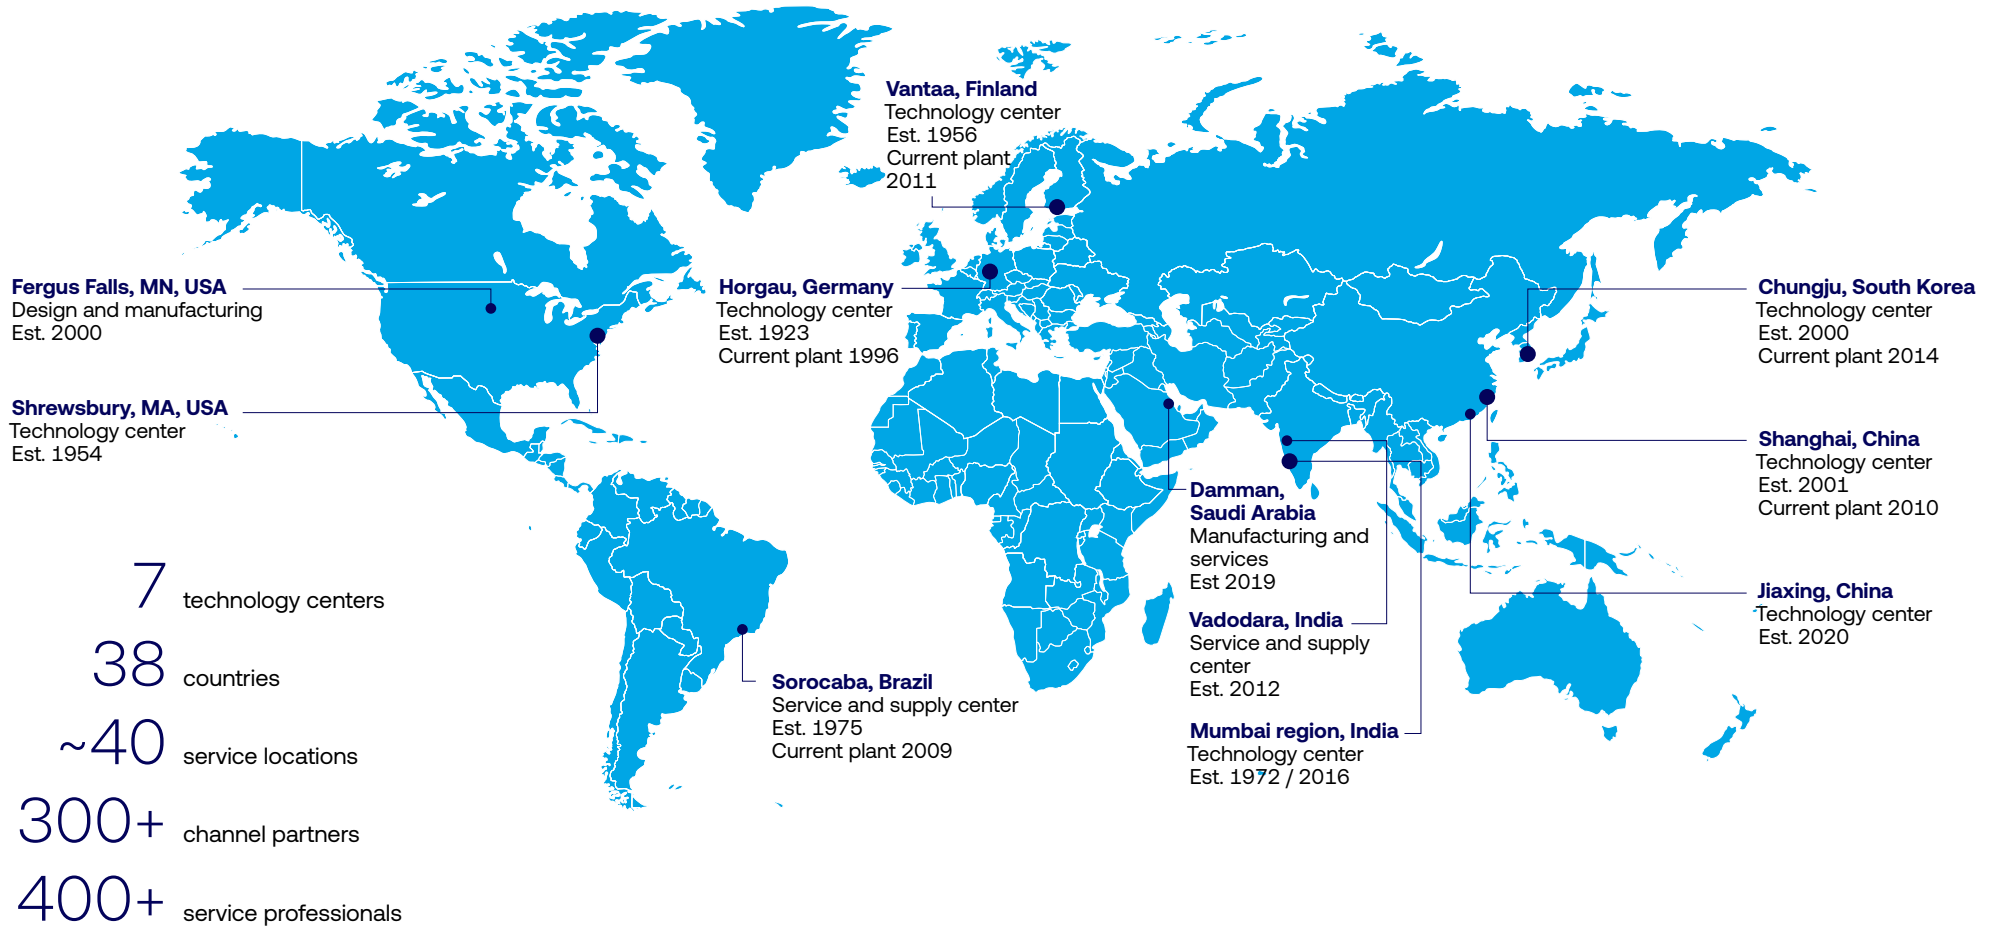 Vantaa, Finland
Technology center
Est. 1956
Current plant
2011
Fergus Falls, MN, USA
Design and manufacturing
Est. 2000
Shrewsbury, MA, USA
Technology center
Est. 1954
Horgau, Germany
Technology center
Est. 1923
Current plant 1996
Chungju, South Korea
Technology center
Est. 2000
Current plant 2014
Shanghai, China
Technology center
Est. 2001
Current plant 2010
Damman,
Saudi Arabia
Manufacturing and
services
Est 2019
Jiaxing, China
Technology center
Est. 2020
Vadodara, India
Service and supply
center
Est. 2012
Mumbai region, India
Technology center
Est. 1972 / 2016
Sorocaba, Brazil
Service and supply center
Est. 1975
Current plant 2009
7 technology centers
38 countries
~40 service locations
300+ channel partners
400+ service professionals